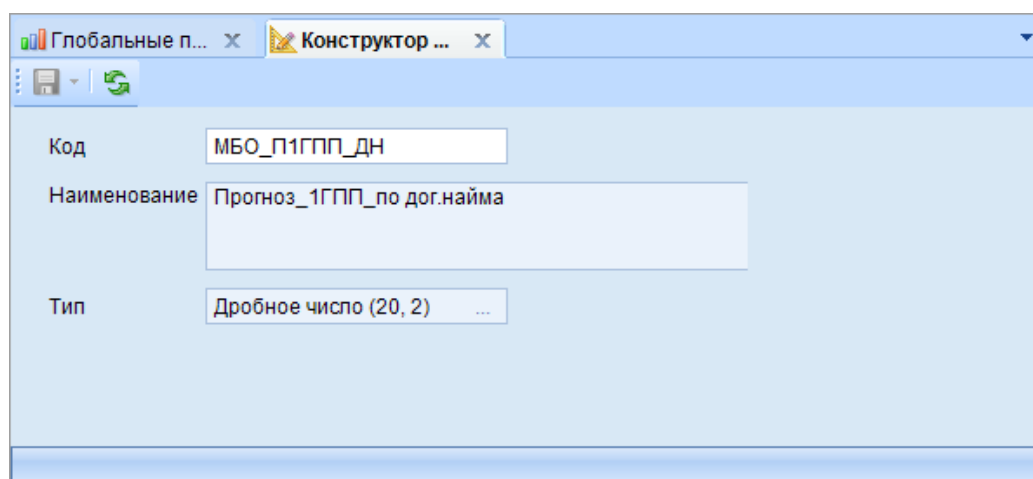 Глобальные п... x Конструктор ... x
Код МБО_П1ГПП_ДН
Наименование Прогноз_1ГПП_по дог.найма
Тип Дробное число (20, 2) ...